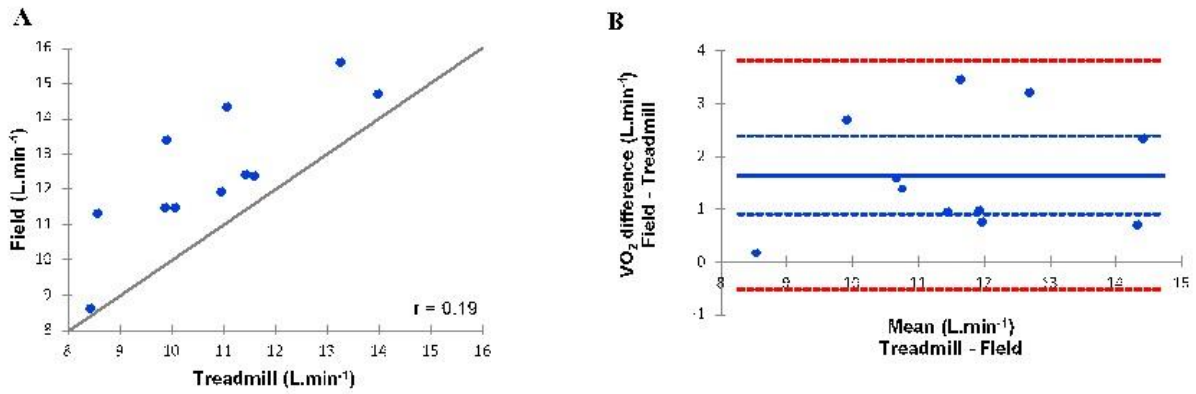 A
16
15
14
13
12
11
10
9
8
8 9 10 11 12 13 14 15 16
Field (L.min⁻¹)
Treadmill (L.min⁻¹)
r = 0.19
B
4
3
2
1
0
-1
8 9 10 11 12 13 14 15
VO₂ difference (L.min⁻¹)
Field - Treadmill
Mean (L.min⁻¹)
Treadmill - Field